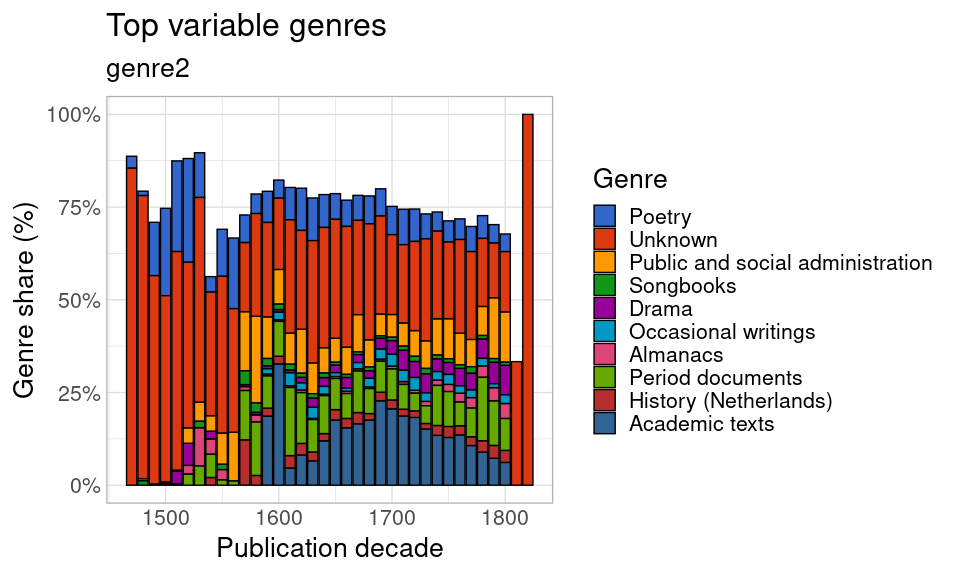 Top variable genres
genre2
Genre share (%)
100%
75%
50%
25%
0%
1500
1600
1700
1800
Publication decade
Genre
Poetry
Unknown
Public and social administration
Songbooks
Drama
Occasional writings
Almanacs
Period documents
History (Netherlands)
Academic texts